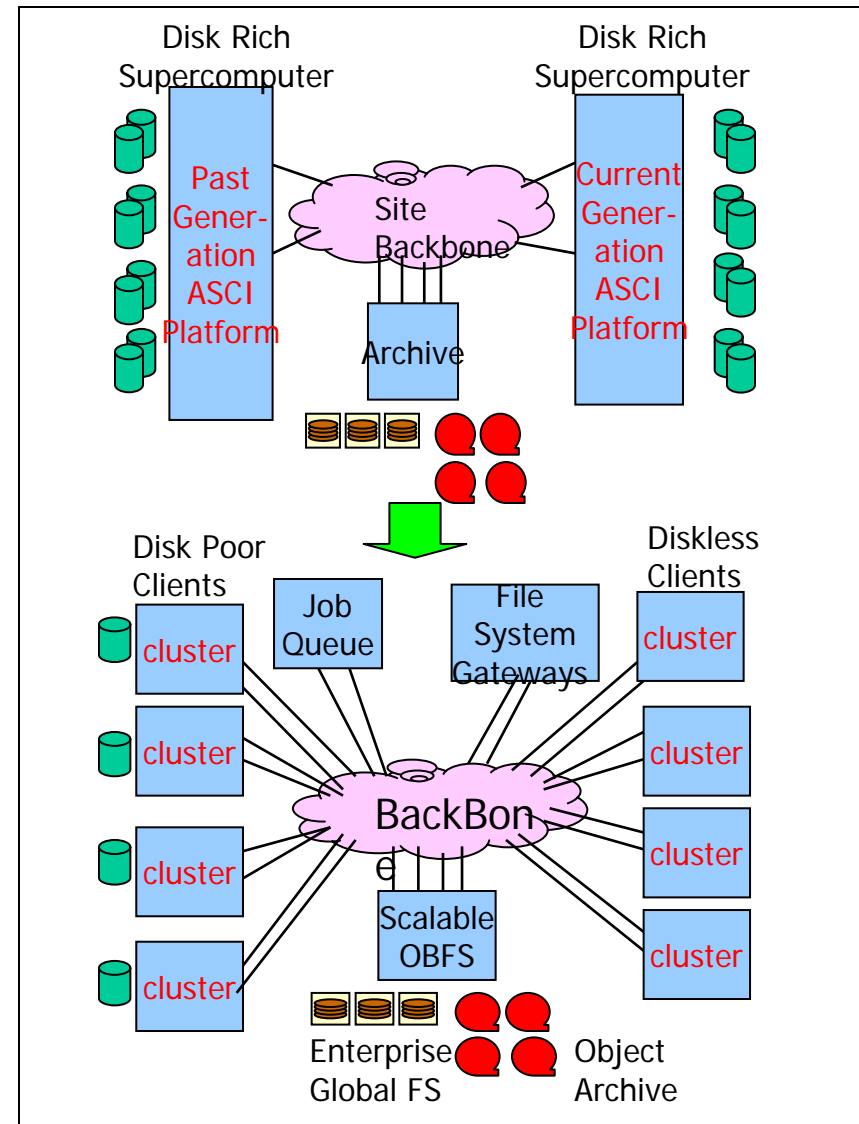 Disk Rich
Supercomputer
Disk Rich
Supercomputer
Past
Gener-
ation
ASCI
Platform
Site
Backbone
Current
Gener-
ation
ASCI
Platform
Archive
Disk Poor
Clients
Job
Queue
File
System
Gateways
Diskless
Clients
cluster
cluster
cluster
cluster
BackBon
e
cluster
cluster
cluster
cluster
Scalable
OBFS
Enterprise
Global FS
Object
Archive